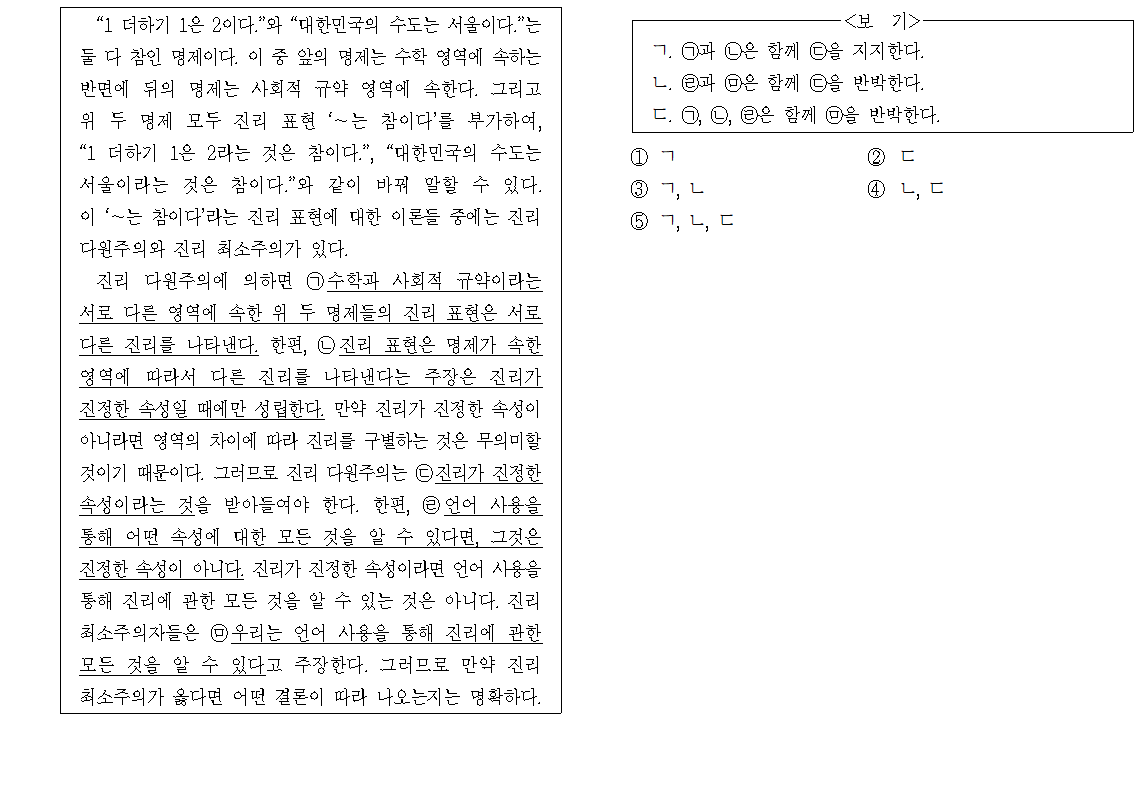 “1 더하기 1은 2이다.”와 “대한민국의 수도는 서울이다.”는
둘 다 참인 명제이다. 이 중 앞의 명제는 수학 영역에 속하는
반면에 뒤의 명제는 사회적 규약 영역에 속한다. 그리고
위 두 명제 모두 진리 표현 ‘~는 참이다’를 부가하여,
“1 더하기 1은 2라는 것은 참이다.”, “대한민국의 수도는
서울이라는 것은 참이다.”와 같이 바꿔 말할 수 있다.
이 ‘~는 참이다’라는 진리 표현에 대한 이론들 중에는 진리
다원주의와 진리 최소주의가 있다.
진리 다원주의에 의하면 ㉠수학과 사회적 규약이라는
서로 다른 영역에 속한 위 두 명제들의 진리 표현은 서로
다른 진리를 나타낸다. 한편, ㉡진리 표현은 명제가 속한
영역에 따라서 다른 진리를 나타낸다는 주장은 진리가
진정한 속성일 때에만 성립한다. 만약 진리가 진정한 속성이
아니라면 영역의 차이에 따라 진리를 구별하는 것은 무의미할
것이기 때문이다. 그러므로 진리 다원주의는 ㉢진리가 진정한
속성이라는 것을 받아들여야 한다. 한편, ㉣언어 사용을
통해 어떤 속성에 대한 모든 것을 알 수 있다면, 그것은
진정한 속성이 아니다. 진리가 진정한 속성이라면 언어 사용을
통해 진리에 관한 모든 것을 알 수 있는 것은 아니다. 진리
최소주의자들은 ㉤우리는 언어 사용을 통해 진리에 관한
모든 것을 알 수 있다고 주장한다. 그러므로 만약 진리
최소주의가 옳다면 어떤 결론이 따라 나오는지는 명확하다.
<보 기>
ㄱ. ㉠과 ㉡은 함께 ㉢을 지지한다.
ㄴ. ㉣과 ㉤은 함께 ㉢을 반박한다.
ㄷ. ㉠, ㉡, ㉣은 함께 ㉤을 반박한다.
① ㄱ ② ㄷ
③ ㄱ, ㄴ ④ ㄴ, ㄷ
⑤ ㄱ, ㄴ, ㄷ